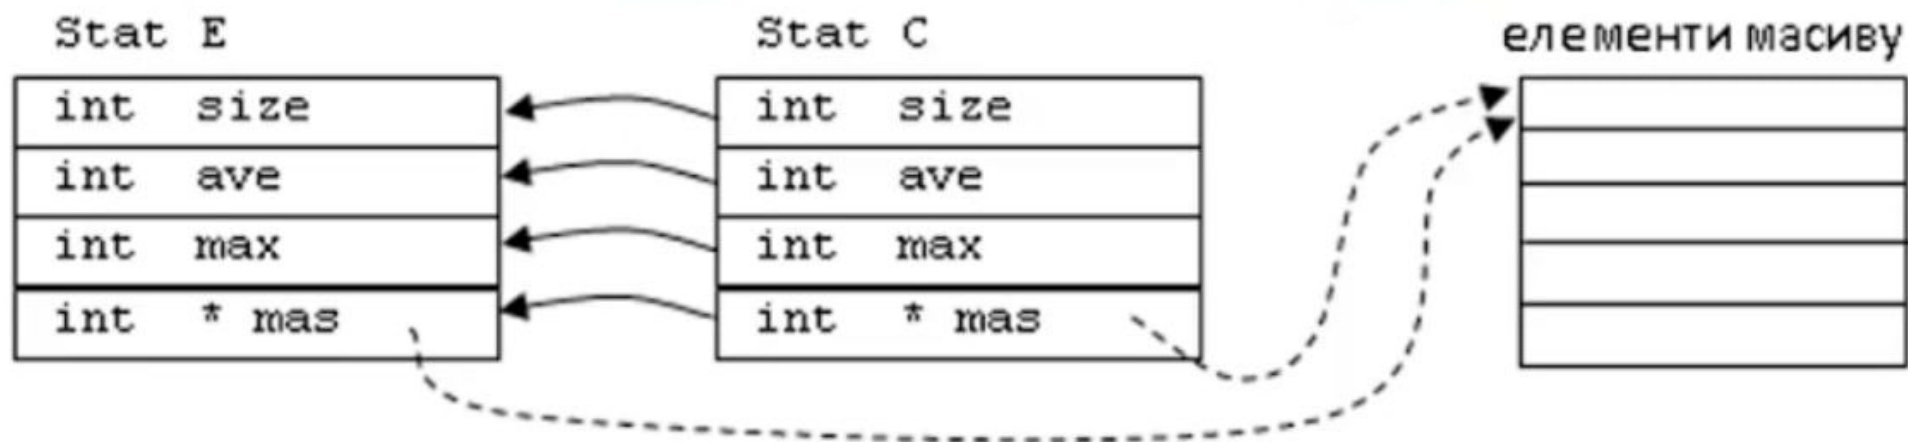 Stat E
int size
int ave
int max
int * mas
Stat C
int size
int ave
int max
int * mas
елементи масиву